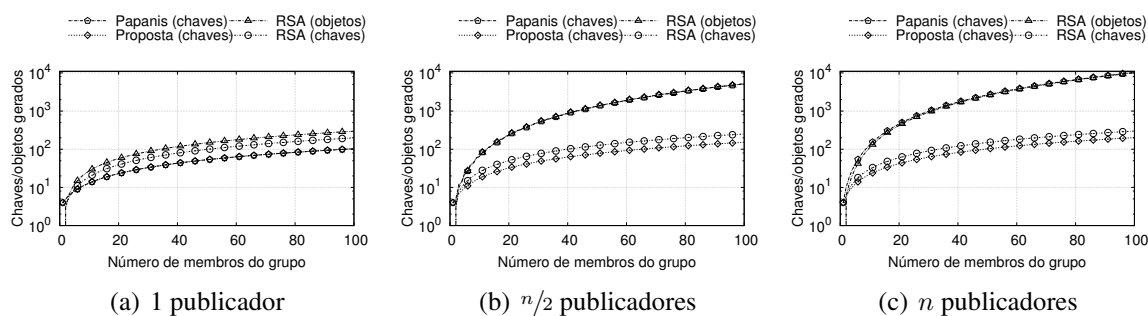 Papanis (chaves) RSA (objetos)
Proposta (chaves) RSA (chaves)
Chaves/objetos gerados
10^4
10^3
10^2
10^1
10^0
0 20 40 60 80 100
Número de membros do grupo
(a) 1 publicador
Papanis (chaves) RSA (objetos)
Proposta (chaves) RSA (chaves)
Chaves/objetos gerados
10^4
10^3
10^2
10^1
10^0
0 20 40 60 80 100
Número de membros do grupo
(b) n/2 publicadores
Papanis (chaves) RSA (objetos)
Proposta (chaves) RSA (chaves)
Chaves/objetos gerados
10^4
10^3
10^2
10^1
10^0
0 20 40 60 80 100
Número de membros do grupo
(c) n publicadores